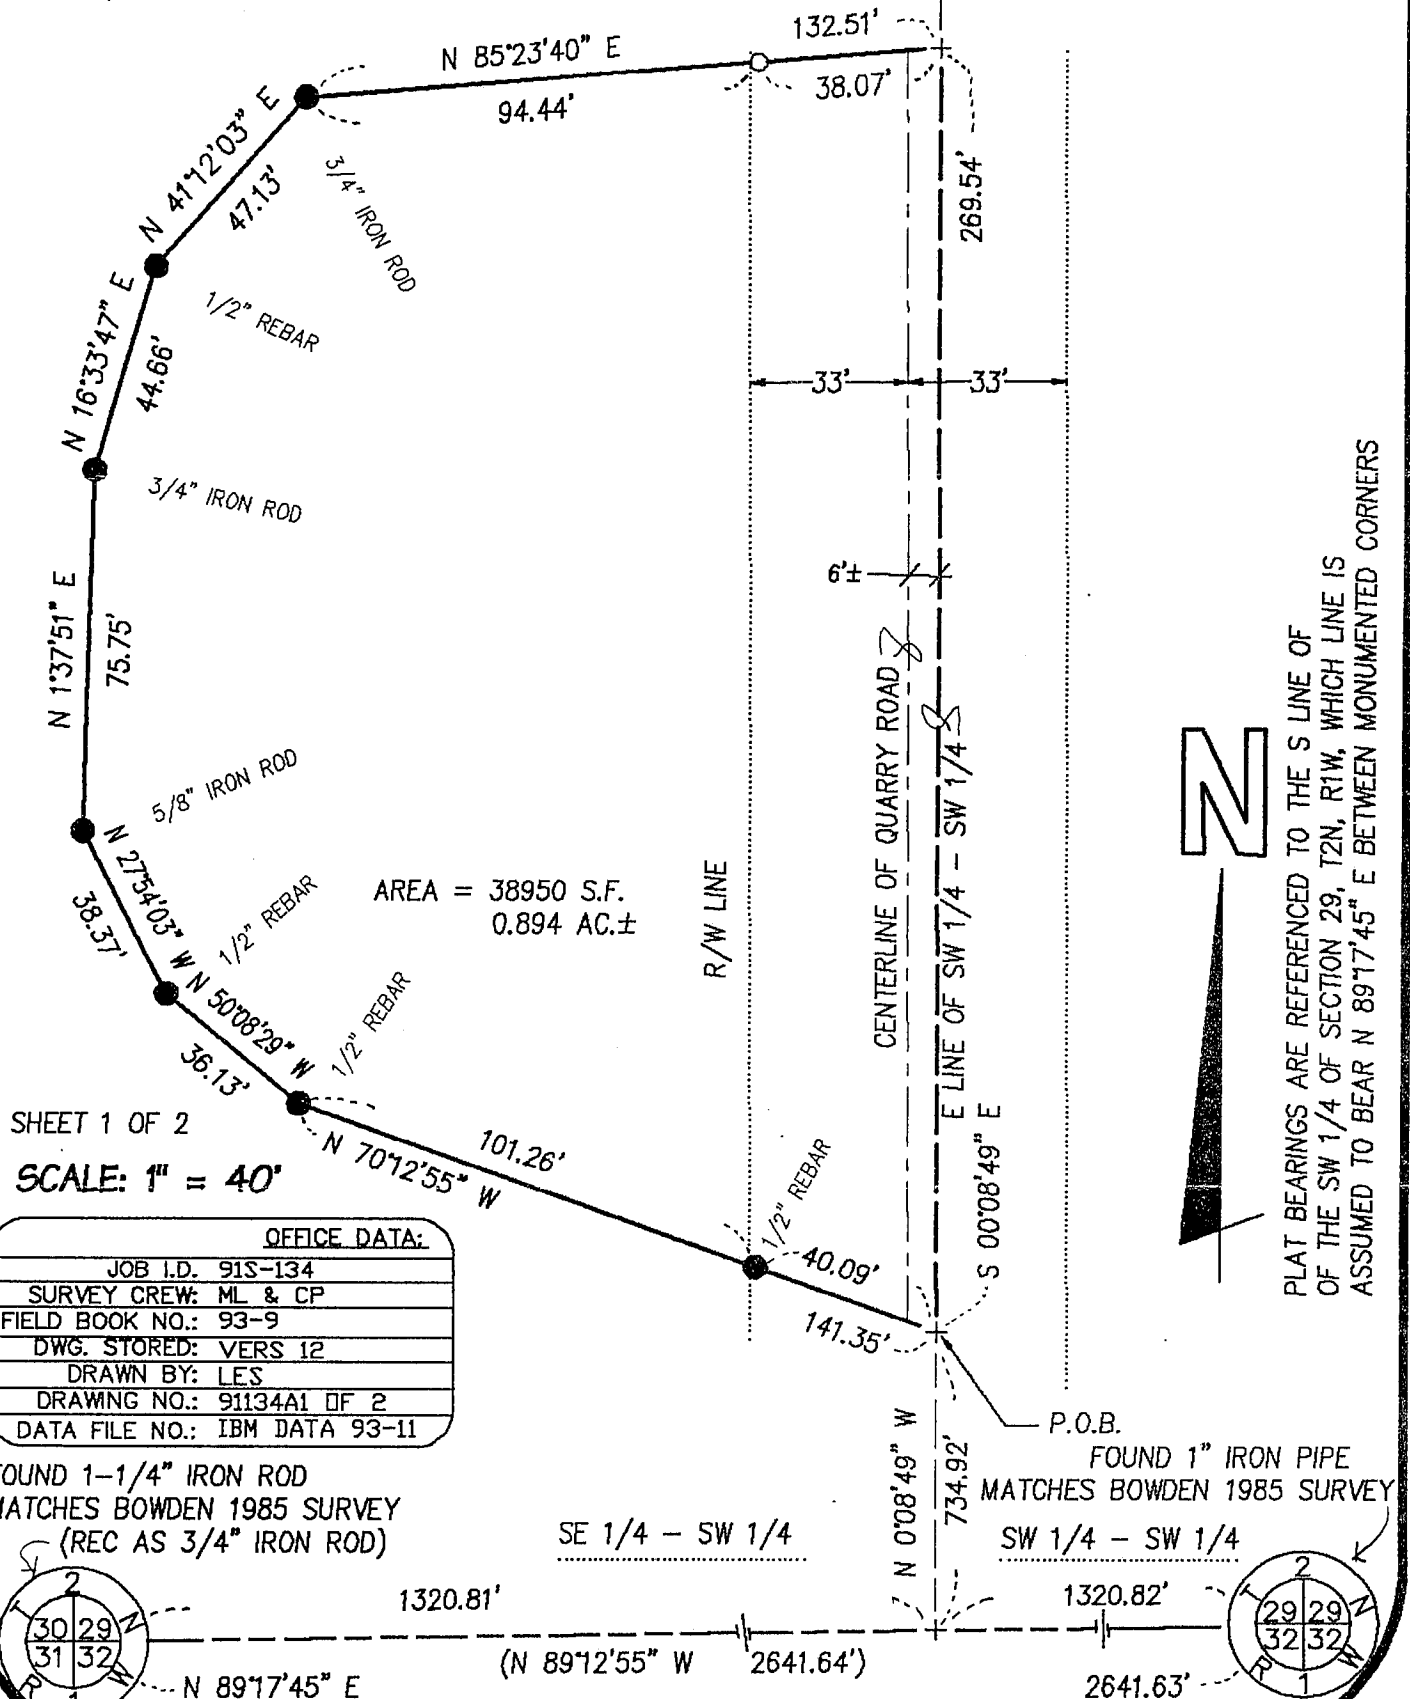 132.51'
N 85°23'40" E
94.44'
38.07'
N 41°12'03" E
47.13'
3/4" IRON ROD
269.54'
N 16°33'47" E
44.66'
1/2" REBAR
33'
33'
3/4" IRON ROD
N 1°37'51" E
75.75'
6'±
CENTERLINE OF QUARRY ROAD
E LINE OF SW 1/4 - SW 1/4
R/W LINE
5/8" IRON ROD
N 27°54'03" W
38.37'
1/2" REBAR
AREA = 38950 S.F.
0.894 AC.±
N 50°08'29" W
36.13'
1/2" REBAR
N
PLAT BEARINGS ARE REFERENCED TO THE S LINE OF
OF THE SW 1/4 OF SECTION 29, T2N, R1W, WHICH LINE IS
ASSUMED TO BEAR N 89°17'45" E BETWEEN MONUMENTED CORNERS
SHEET 1 OF 2
SCALE: 1" = 40'
N 70°12'55" W
101.26'
1/2" REBAR
40.09'
141.35'
S 00°08'49" E
OFFICE DATA:
JOB I.D. 91S-134
SURVEY CREW: ML & CP
FIELD BOOK NO.: 93-9
DWG. STORED: VERS 12
DRAWN BY: LES
DRAWING NO.: 91134A1 OF 2
DATA FILE NO.: IBM DATA 93-11
P.O.B.
N 0°08'49" W
734.92'
FOUND 1" IRON PIPE
MATCHES BOWDEN 1985 SURVEY
OUND 1-1/4" IRON ROD
MATCHES BOWDEN 1985 SURVEY
(REC AS 3/4" IRON ROD)
SE 1/4 - SW 1/4
SW 1/4 - SW 1/4
1320.81'
1320.82'
2
T N
30 29
31 32
R W
1
2
T N
29 29
32 32
R W
1
(N 89°12'55" W 2641.64')
N 89°17'45" E
2641.63'